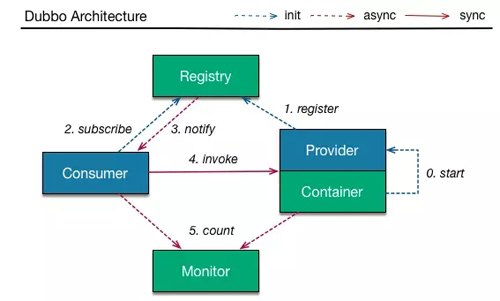 Dubbo Architecture
init
async
sync
Registry
1. register
2. subscribe
3. notify
Provider
4. invoke
Consumer
0. start
Container
5. count
Monitor